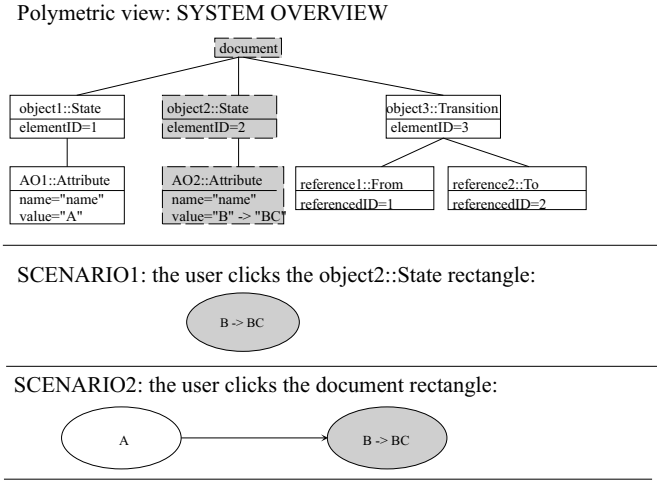 Polymetric view: SYSTEM OVERVIEW
document
object1::State
elementID=1
object2::State
elementID=2
object3::Transition
elementID=3
AO1::Attribute
name="name"
value="A"
AO2::Attribute
name="name"
value="B" -> "BC"
reference1::From
referencedID=1
reference2::To
referencedID=2
SCENARIO1: the user clicks the object2::State rectangle:
B -> BC
SCENARIO2: the user clicks the document rectangle:
A
B -> BC